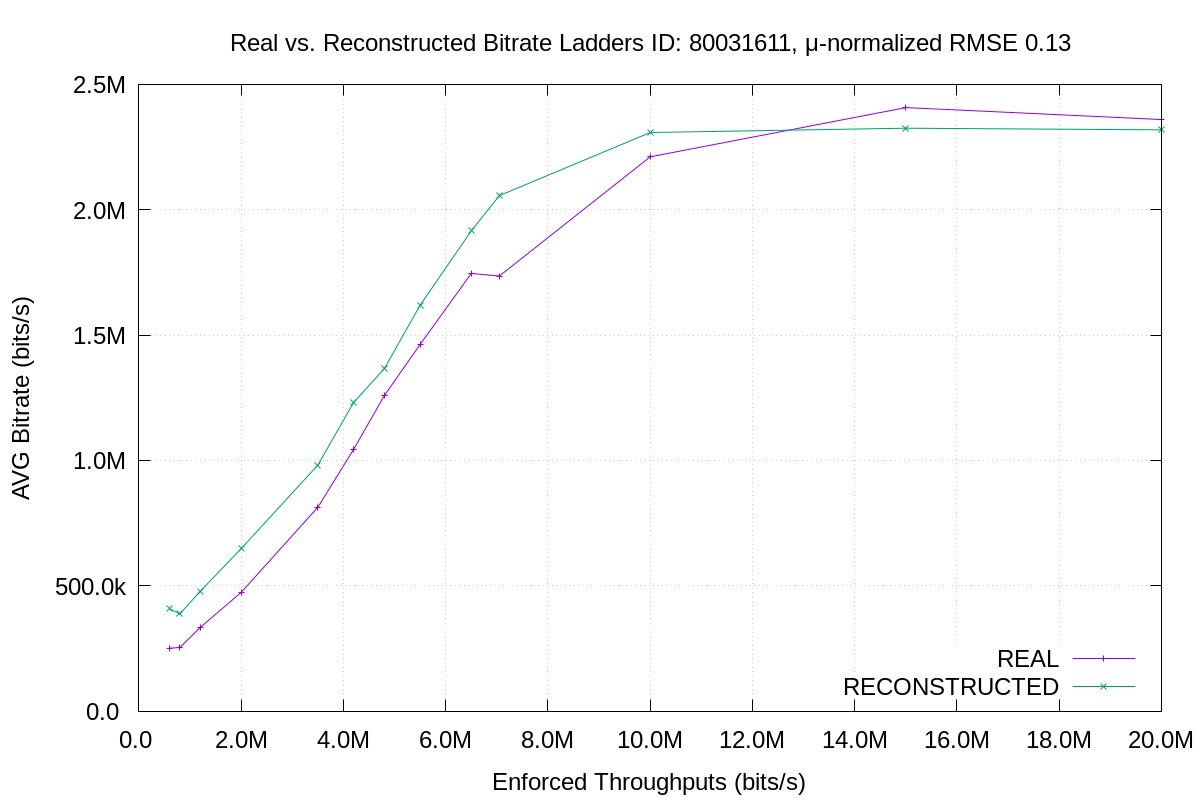 Real vs. Reconstructed Bitrate Ladders ID: 80031611, μ-normalized RMSE 0.13
2.5M
2.0M
1.5M
1.0M
500.0k
0.0
AVG Bitrate (bits/s)
REAL
RECONSTRUCTED
0.0 2.0M 4.0M 6.0M 8.0M 10.0M 12.0M 14.0M 16.0M 18.0M 20.0M
Enforced Throughputs (bits/s)